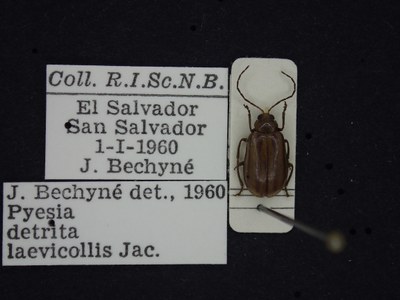 Coll. R.I.Sc.N.B.
El Salvador
San Salvador
1-I-1960
J. Bechyné
J. Bechyné det., 1960
Pyesia
detrita
laevicollis Jac.